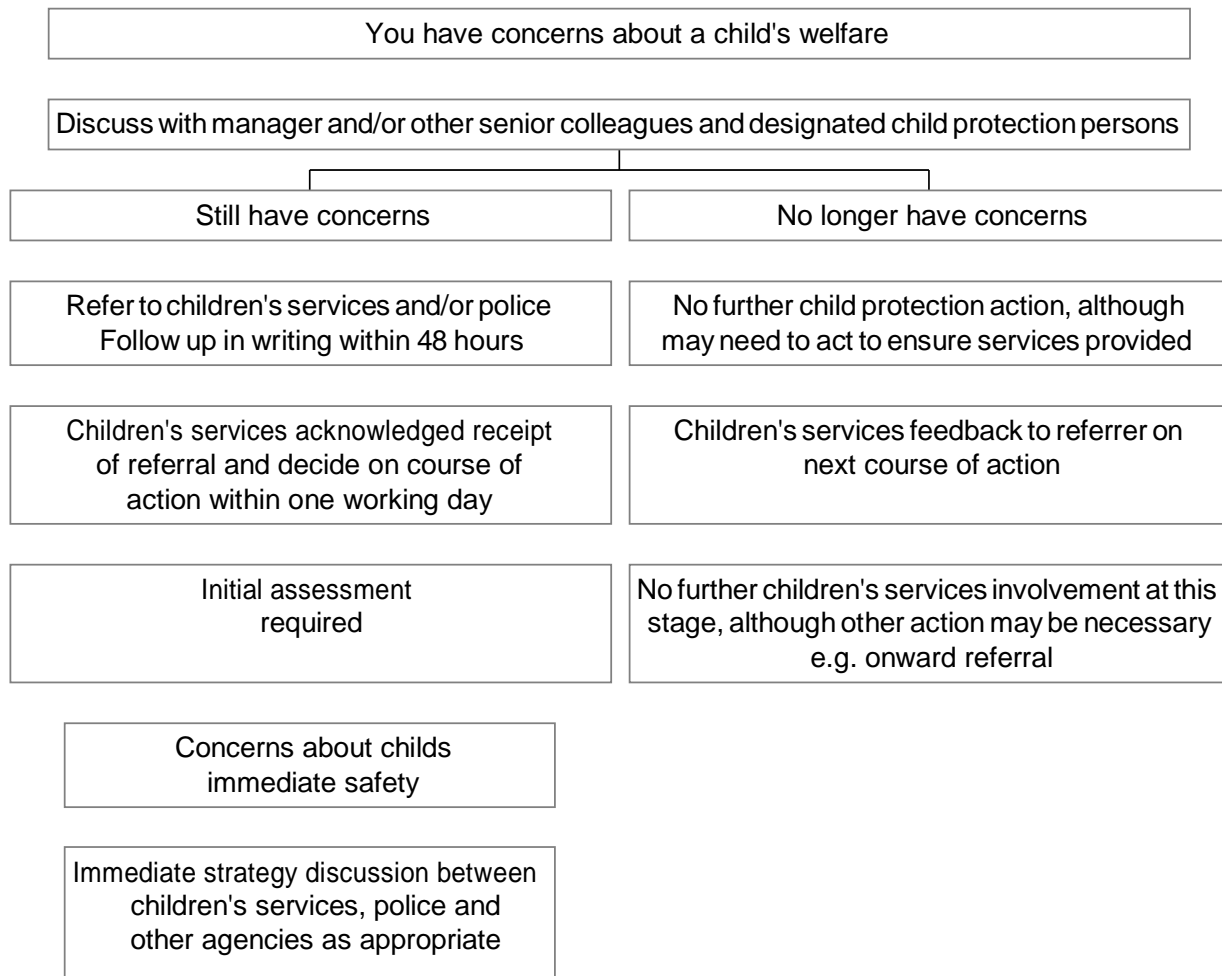 You have concerns about a child's welfare
Discuss with manager and/or other senior colleagues and designated child protection persons
Still have concerns
No longer have concerns
Refer to children's services and/or police
Follow up in writing within 48 hours
No further child protection action, although
may need to act to ensure services provided
Children's services acknowledged receipt
of referral and decide on course of
action within one working day
Children's services feedback to referrer on
next course of action
Initial assessment
required
No further children's services involvement at this
stage, although other action may be necessary
e.g. onward referral
Concerns about childs
immediate safety
Immediate strategy discussion between
children's services, police and
other agencies as appropriate